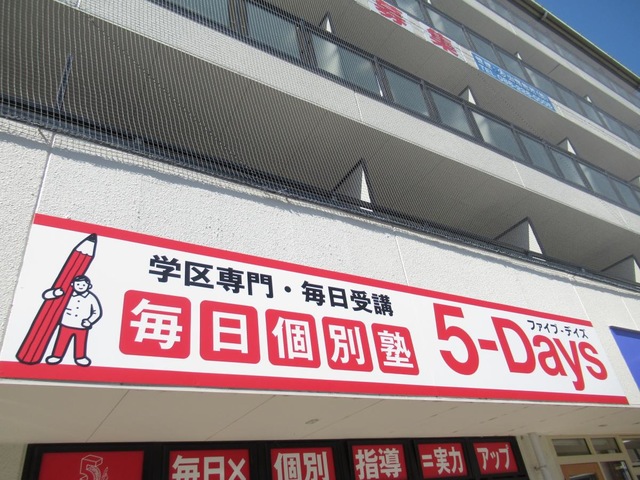 募集
学区専門・毎日受講
毎日個別塾
5-Days
ファイブ-デイズ
毎日×
個別
指導
=実力
アップ